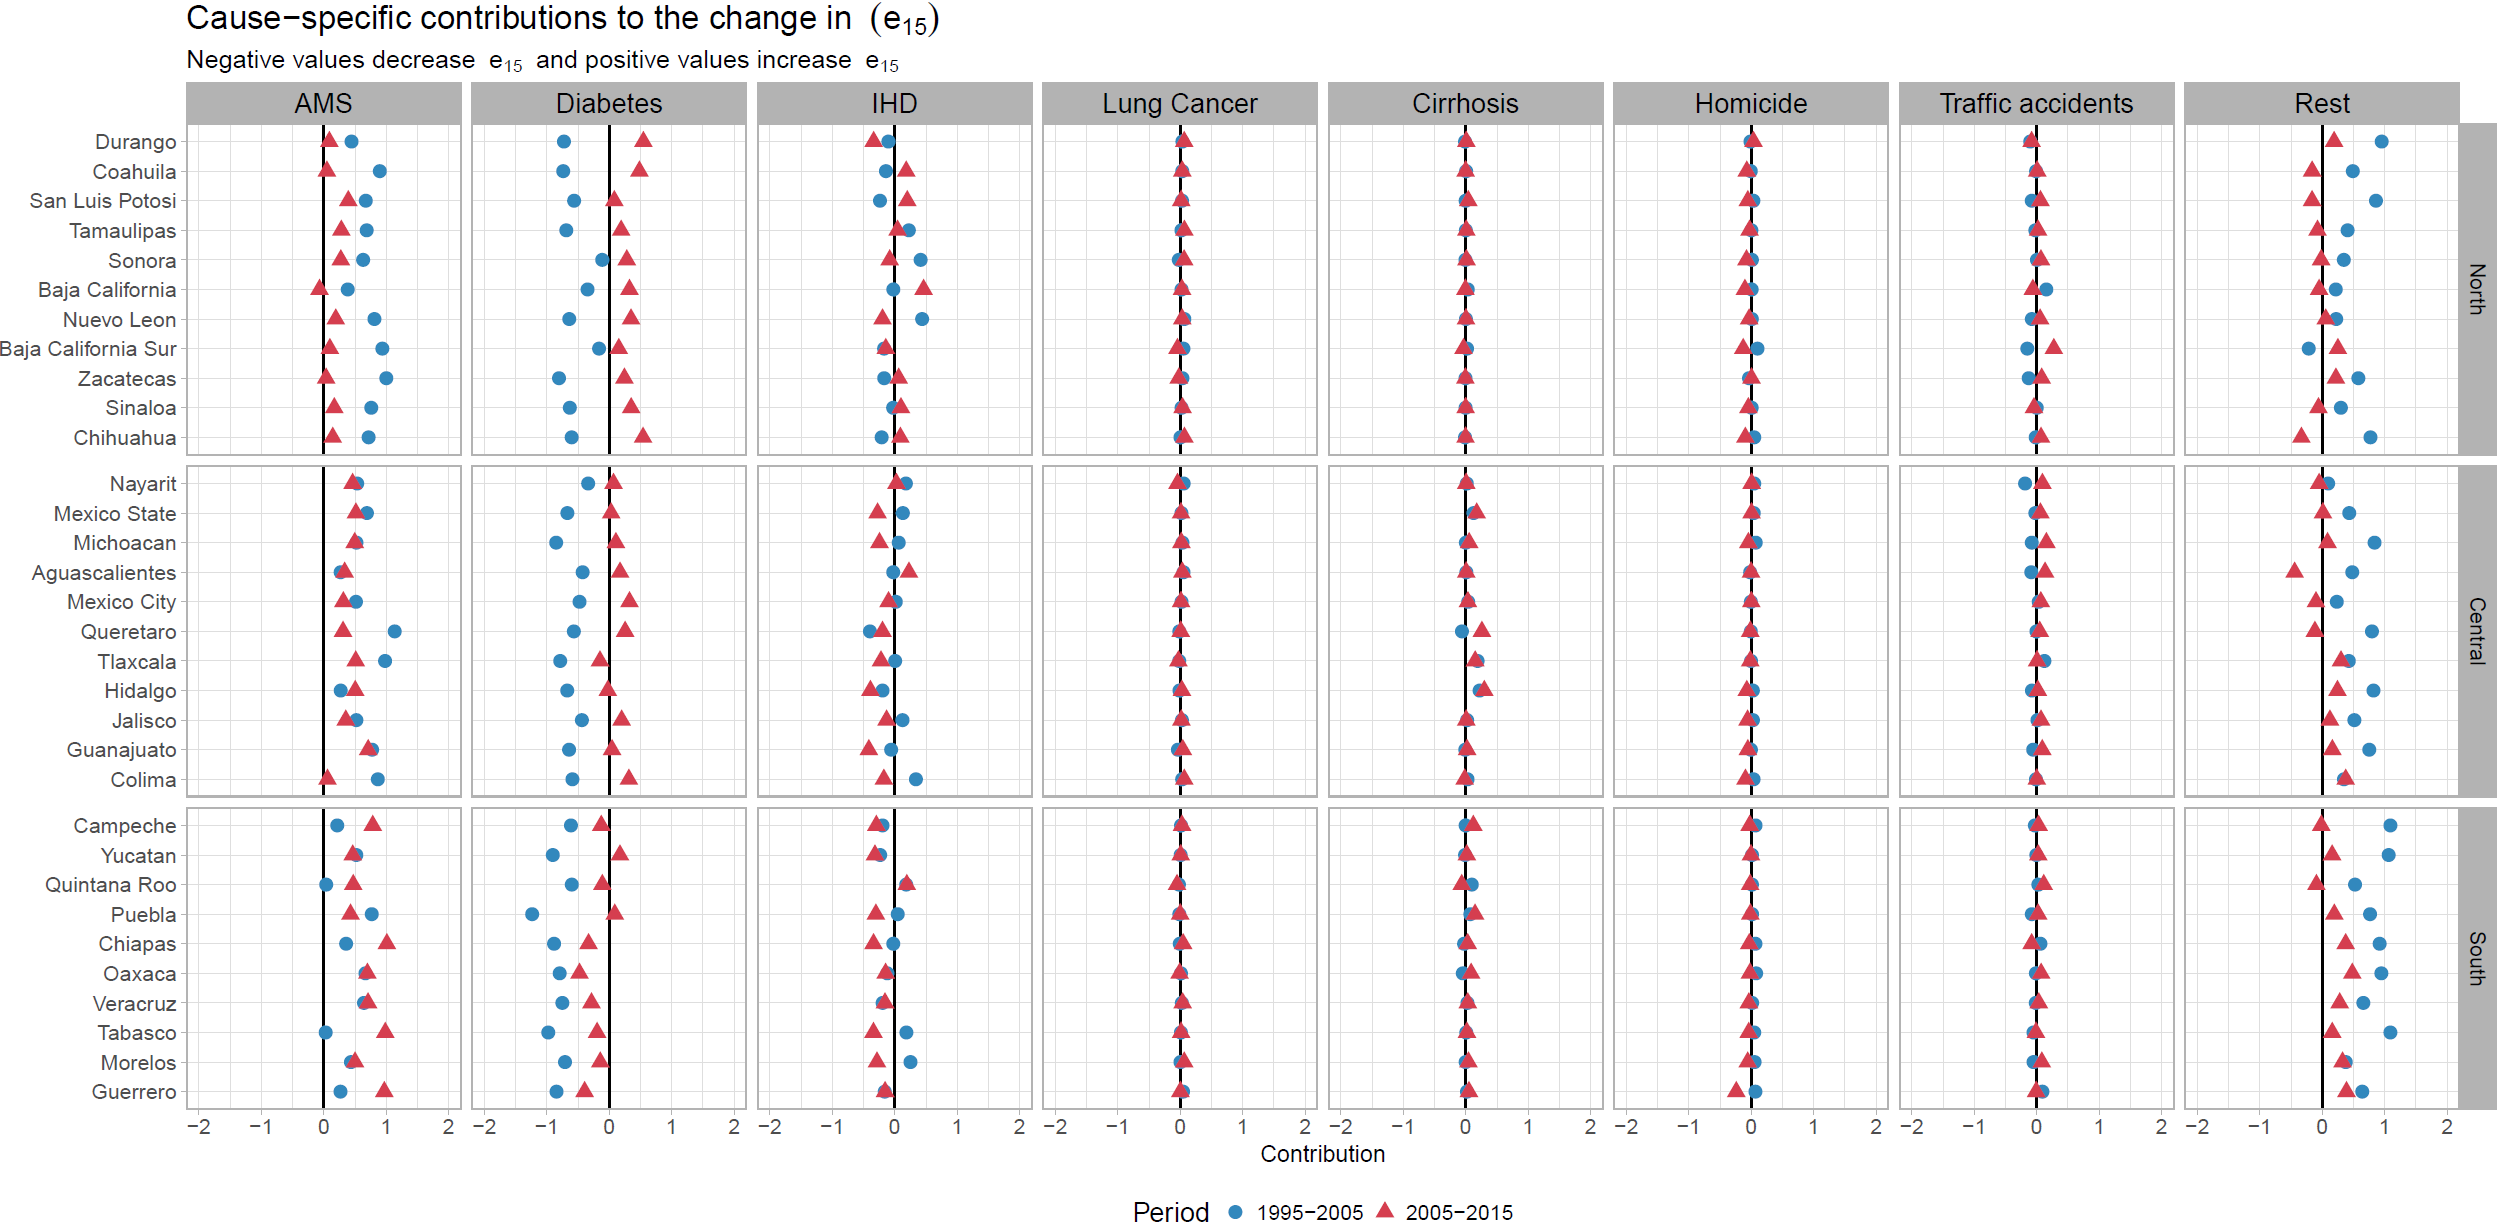 Cause−specific contributions to the change in (e15)
Negative values decrease e15 and positive values increase e15
AMS Diabetes IHD Lung Cancer Cirrhosis Homicide Traffic accidents Rest
Durango
Coahuila
San Luis Potosi
Tamaulipas
Sonora
Baja California
Nuevo Leon
Baja California Sur
Zacatecas
Sinaloa
Chihuahua
North
Nayarit
Mexico State
Michoacan
Aguascalientes
Mexico City
Queretaro
Tlaxcala
Hidalgo
Jalisco
Guanajuato
Colima
Central
Campeche
Yucatan
Quintana Roo
Puebla
Chiapas
Oaxaca
Veracruz
Tabasco
Morelos
Guerrero
South
−2 −1 0 1 2 −2 −1 0 1 2 −2 −1 0 1 2 −2 −1 0 1 2 −2 −1 0 1 2 −2 −1 0 1 2 −2 −1 0 1 2 −2 −1 0 1 2
Contribution
Period 1995−2005 2005−2015